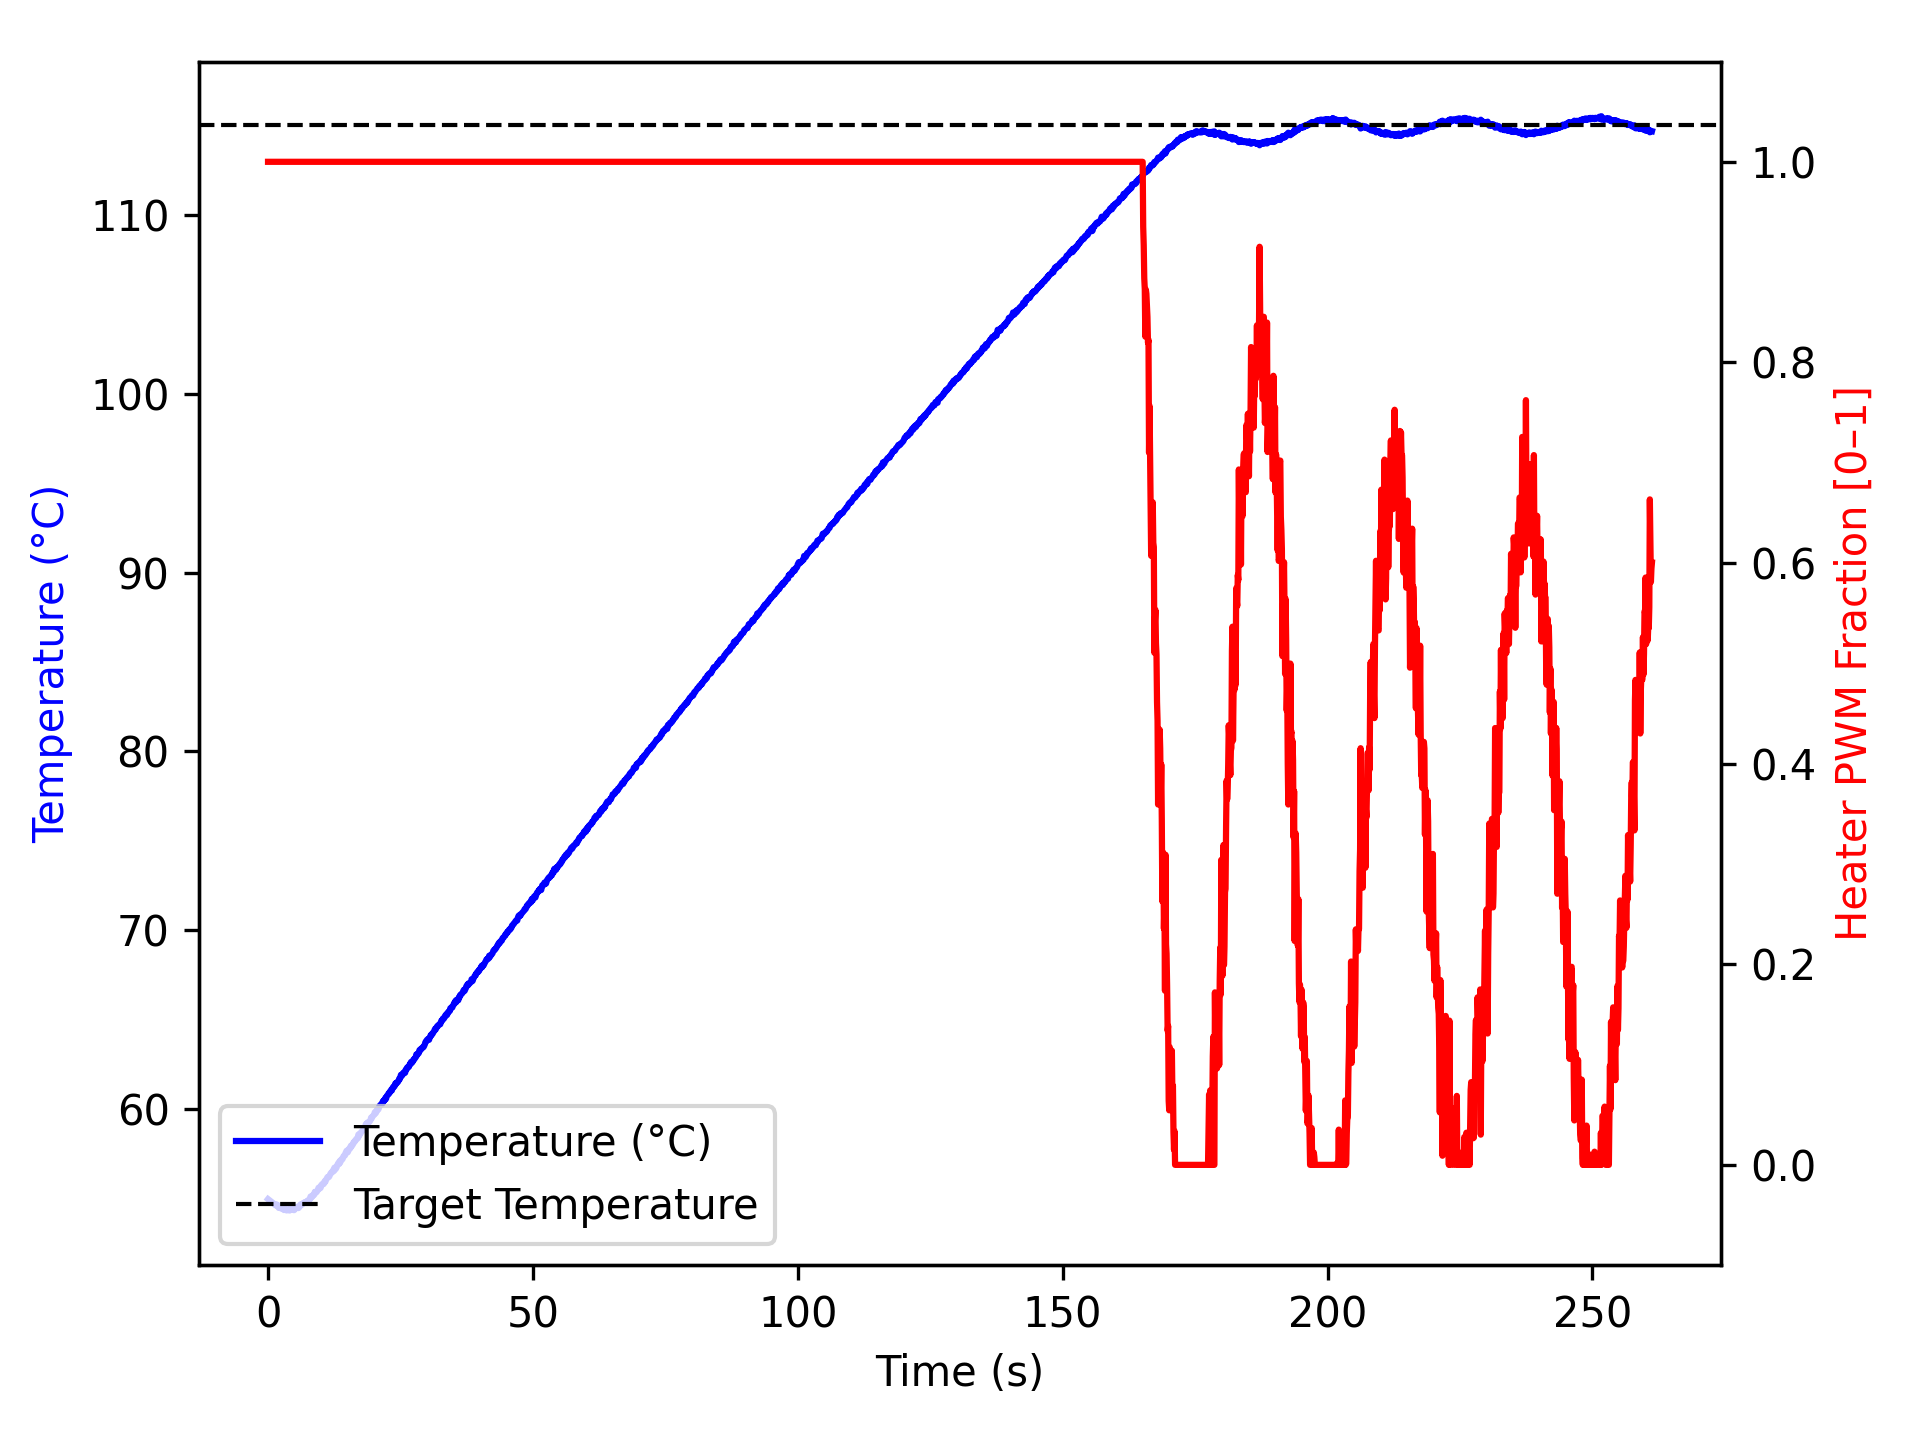 110
100
90
80
70
60
Temperature (°C)
1.0
0.8
0.6
0.4
0.2
0.0
Heater PWM Fraction [0–1]
Temperature (°C)
Target Temperature
0 50 100 150 200 250
Time (s)